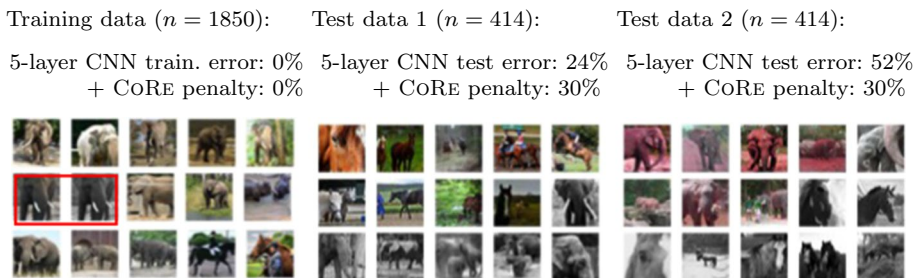 Training data (n = 1850):
5-layer CNN train. error: 0%
+ CORE penalty: 0%
Test data 1 (n = 414):
5-layer CNN test error: 24%
+ CORE penalty: 30%
Test data 2 (n = 414):
5-layer CNN test error: 52%
+ CORE penalty: 30%